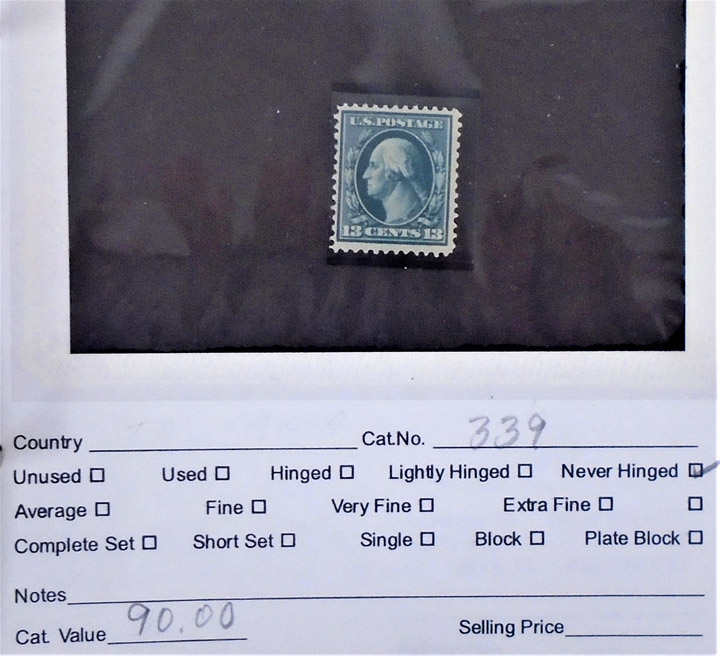 U.S.POSTAGE
13 CENTS 13
Country Cat.No. 339
Unused Used Hinged Lightly Hinged Never Hinged
Average Fine Very Fine Extra Fine
Complete Set Short Set Single Block Plate Block
Notes
Cat. Value 90.00 Selling Price